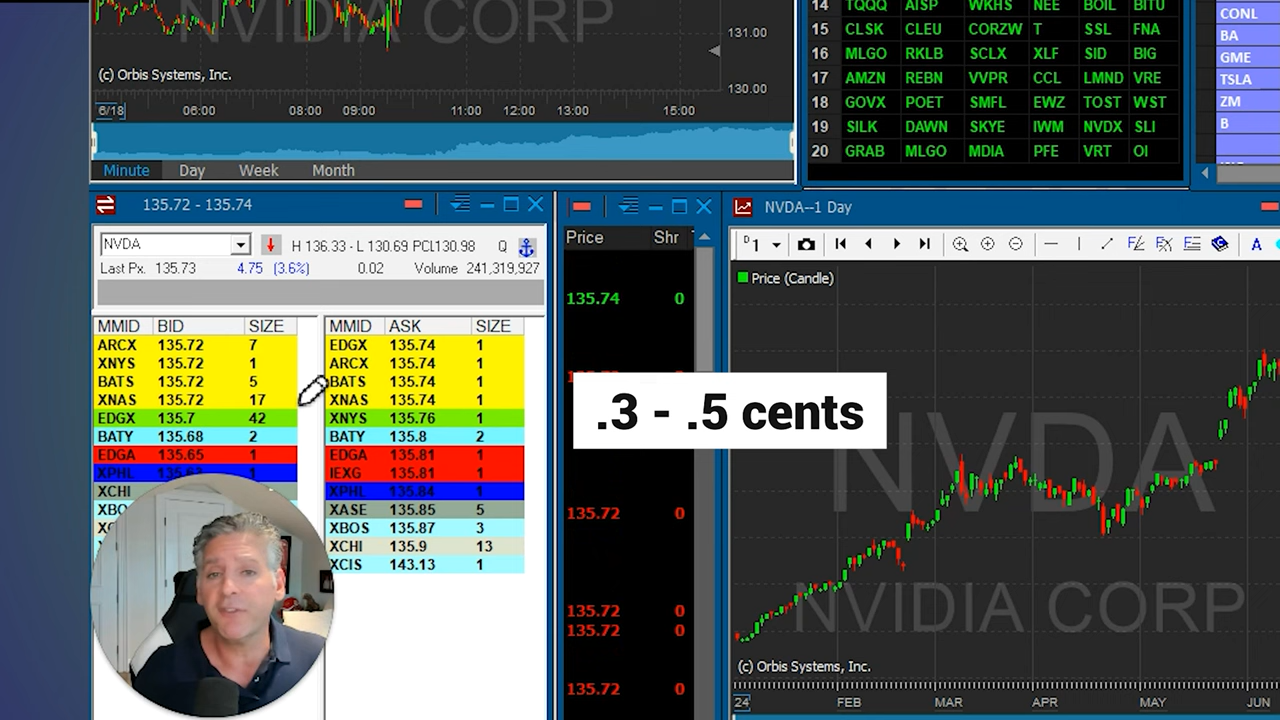 NVIDIA CORP
131.00
(c) Orbis Systems, Inc.
130.00
6/18 06:00 08:00 09:00 11:00 12:00 13:00 15:00
Minute Day Week Month
14 TQQQ AISP WKHS NEE BOIL BITU
15 CLSK CLEU CORZW T SSL FNA
16 MLGO RKLB SCLX XLF SID BIG
17 AMZN REBN VVPR CCL LMND VRE
18 GOVX POET SMFL EWZ TOST WST
19 SILK DAWN SKYE IWM NVDX SLI
20 GRAB MLGO MDIA PFE VRT OI
CONL
BA
GME
TSLA
ZM
B
135.72 - 135.74
NVDA H 136.33 - L 130.69 PCL130.98 Q
Last Px. 135.73 4.75 (3.6%) 0.02 Volume 241,319,927
MMID BID SIZE MMID ASK SIZE
ARCX 135.72 7 EDGX 135.74 1
XNYS 135.72 1 ARCX 135.74 1
BATS 135.72 5 BATS 135.74 1
XNAS 135.72 17 XNAS 135.74 1
EDGX 135.7 42 XNYS 135.76 1
BATY 135.68 2 BATY 135.8 2
EDGA 135.65 1 EDGA 135.81 1
XPHL 1 IEXG 135.81 1
XCHI XPHL 135.84 1
XASE 135.85 5
XBOS 135.87 3
XCHI 135.9 13
XCIS 143.13 1
Price Shr
135.74 0
135.72 0
135.72 0
135.72 0
135.72 0
.3 - .5 cents
NVDA--1 Day
D 1 A
Price (Candle)
NVDA
NVIDIA CORP
(c) Orbis Systems, Inc.
24 FEB MAR APR MAY JUN